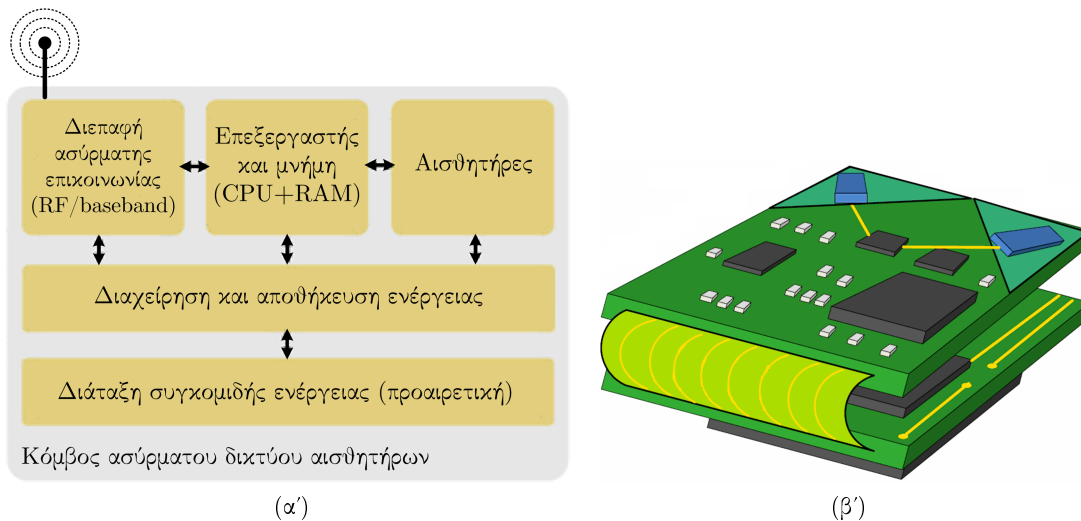 Διεπαφή
ασύρματης
επικοινωνίας
(RF/baseband)
Επεξεργαστής
και μνήμη
(CPU+RAM)
Αισθητήρες
Διαχείρηση και αποθήκευση ενέργειας
Διάταξη συγκομιδής ενέργειας (προαιρετική)
Κόμβος ασύρματου δικτύου αισθητήρων
(α′)
(β′)